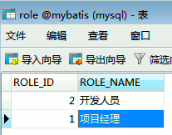 role @mybatis (mysql) - 表
文件 编辑 查看 窗口
导入向导 导出向导 筛选
ROLE_ID ROLE_NAME
2 开发人员
1 项目经理